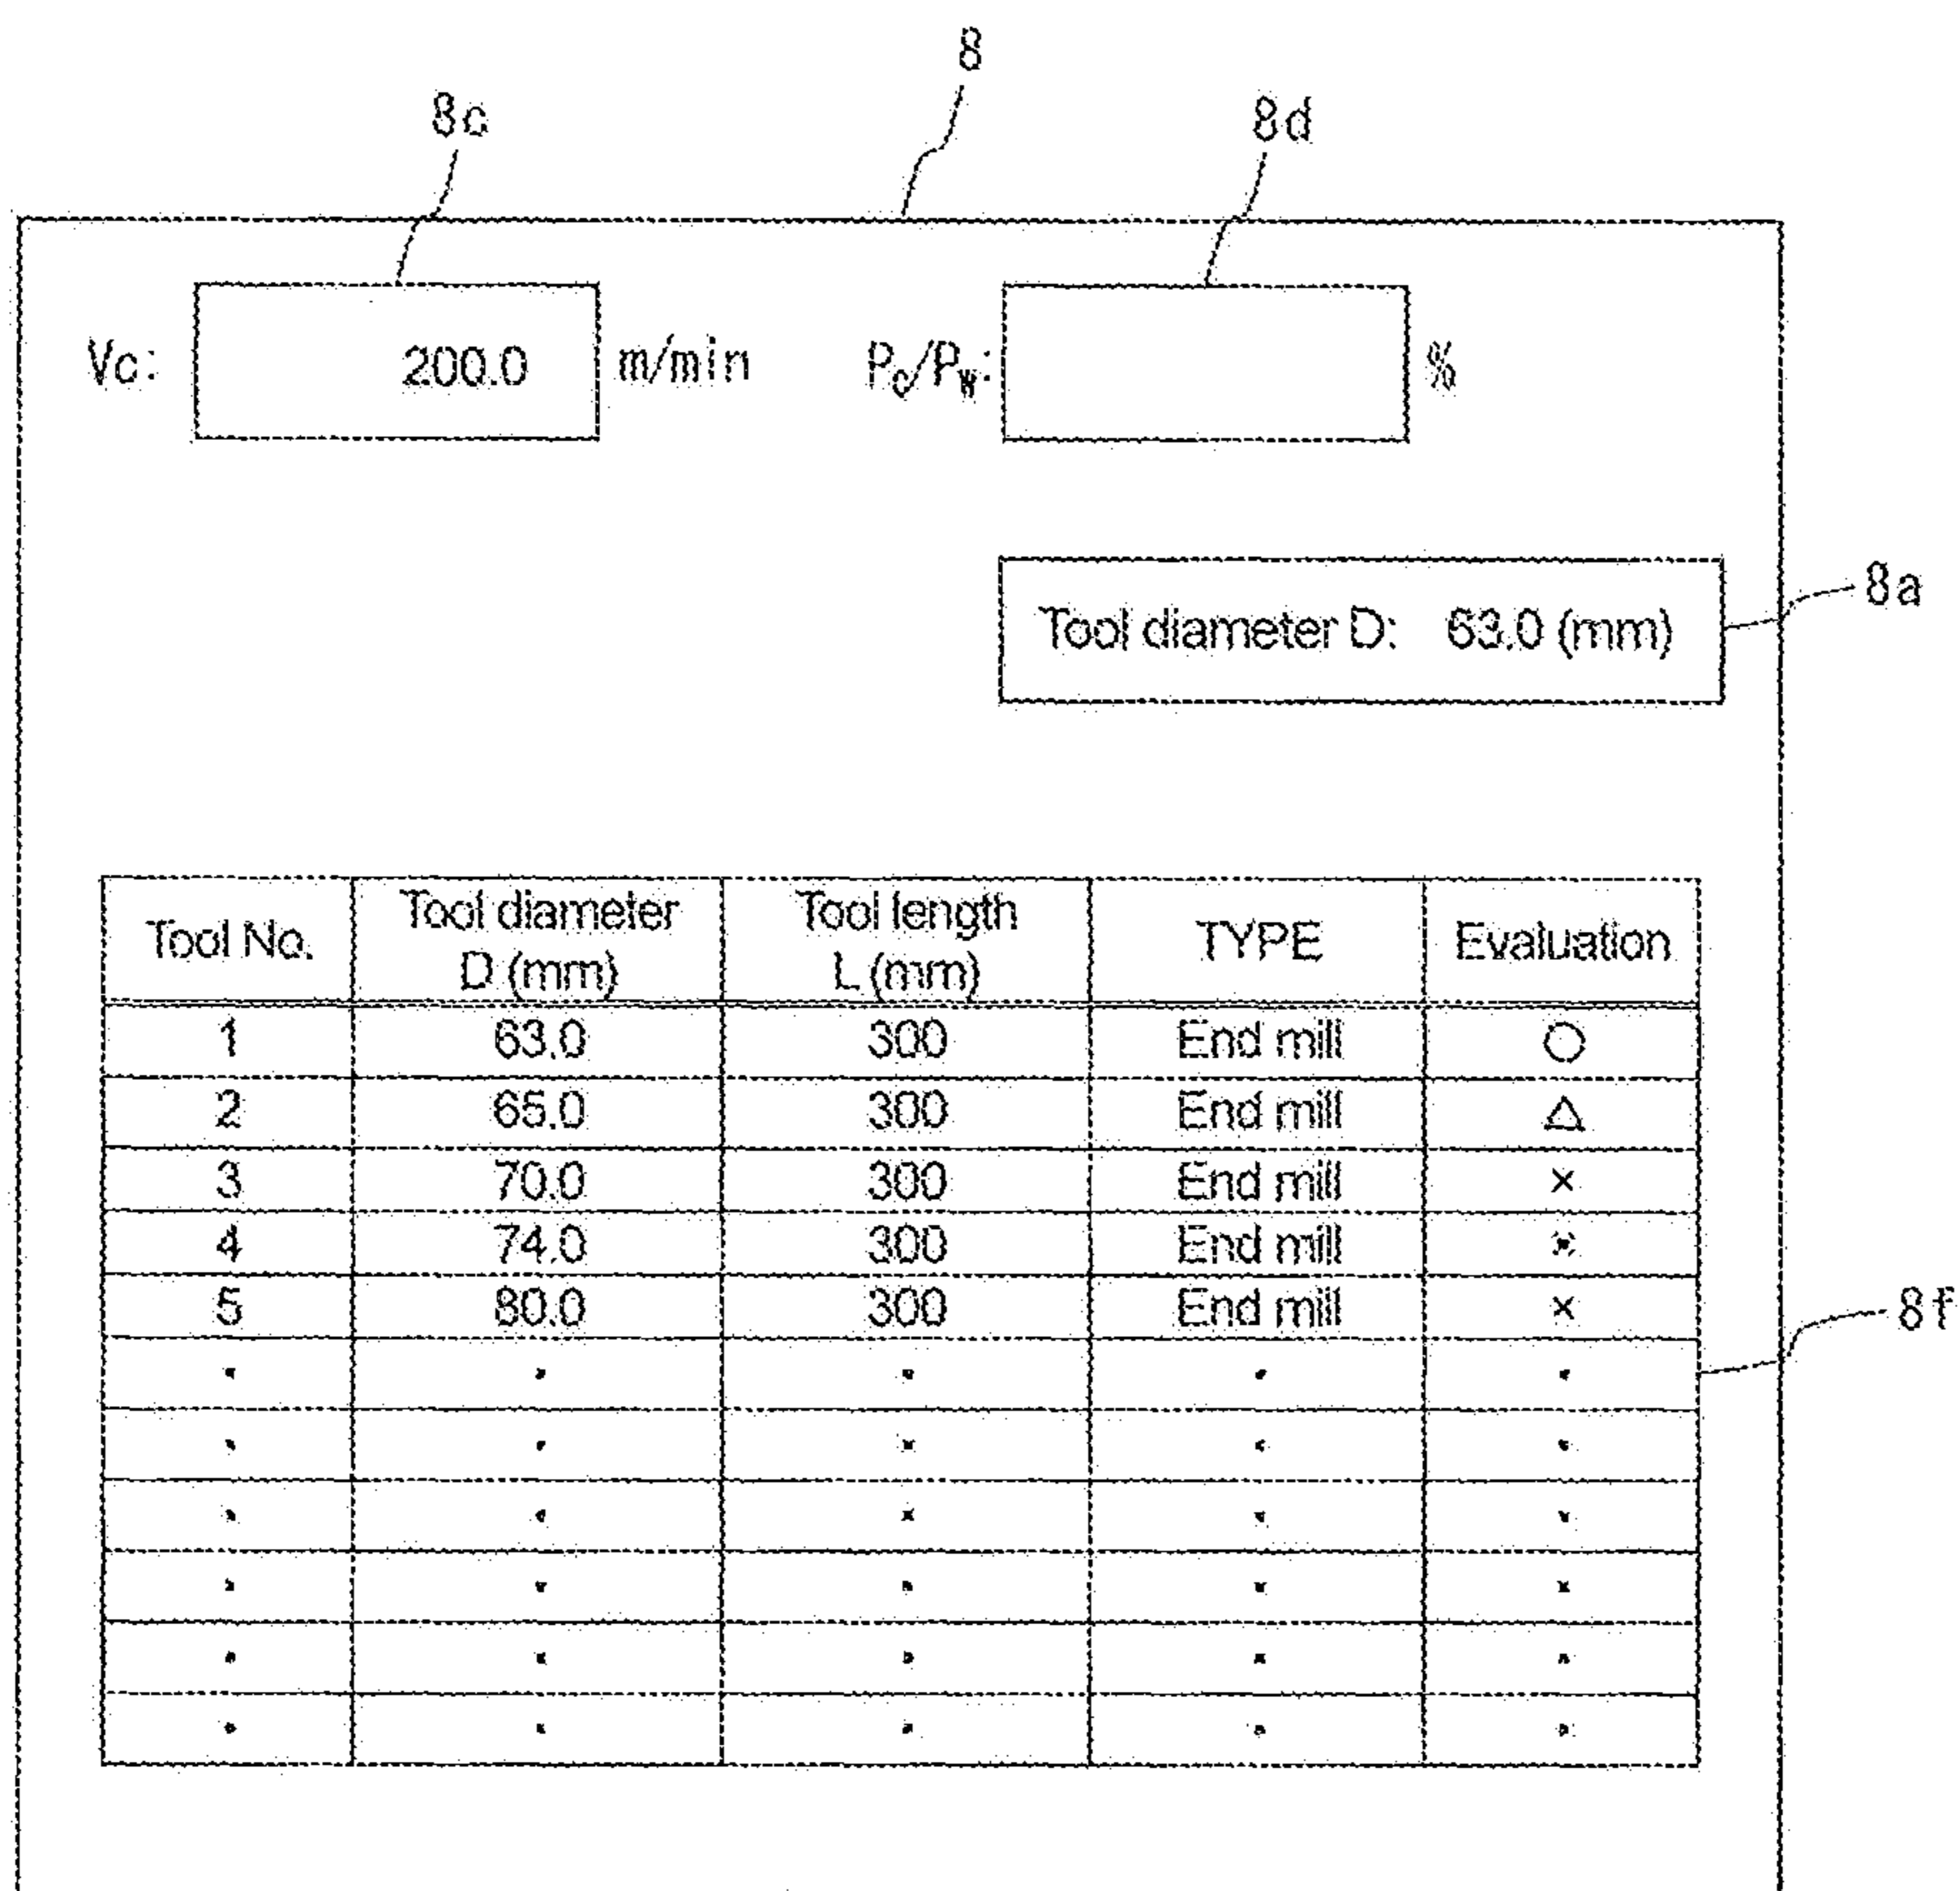 8
8c
8d
Vc: 200.0 m/min Pc/Pw: %
Tool diameter D: 63.0 (mm)
8a
Tool No. Tool diameter D (mm) Tool length L (mm) TYPE Evaluation
1 63.0 300 End mill ○
2 65.0 300 End mill △
3 70.0 300 End mill ×
4 74.0 300 End mill ×
5 80.0 300 End mill ×
8f